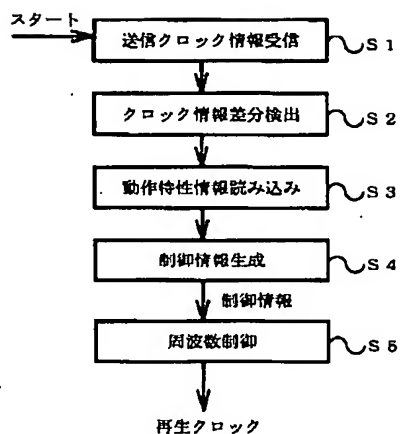 スタート
送信クロック情報受信
S1
クロック情報差分検出
S2
動作特性情報読み込み
S3
制御情報生成
S4
制御情報
周波数制御
S5
再生クロック